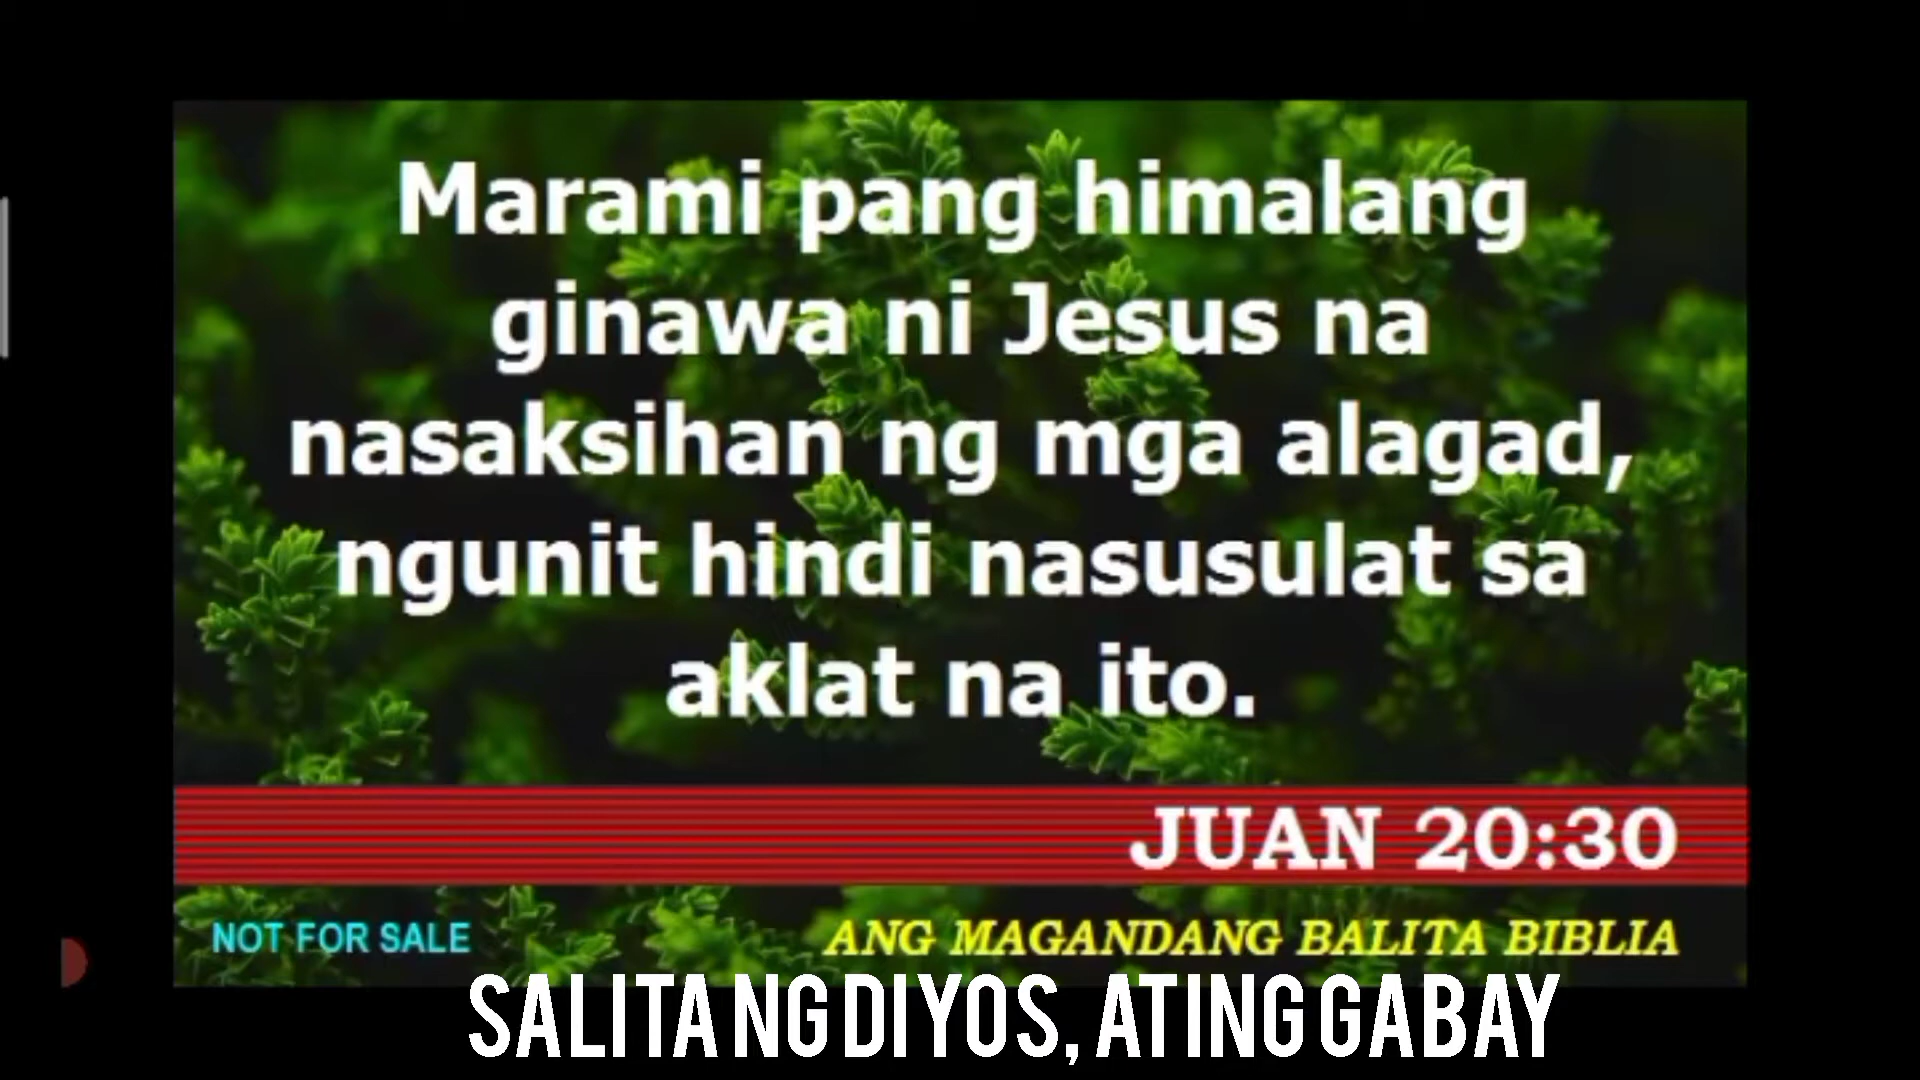 Marami pang himalang
ginawa ni Jesus na
nasaksihan ng mga alagad,
ngunit hindi nasusulat sa
aklat na ito.
JUAN 20:30
NOT FOR SALE
ANG MAGANDANG BALITA BIBLIA
SALITA NG DIYOS, ATING GABAY